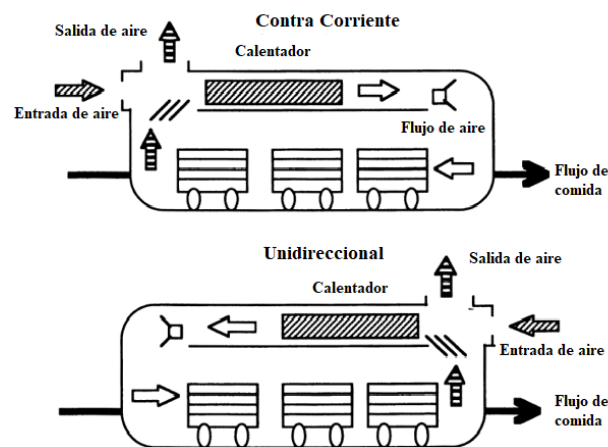 Contra Corriente
Salida de aire
Calentador
Entrada de aire
Flujo de aire
Flujo de
comida
Unidireccional
Salida de aire
Calentador
Entrada de aire
Flujo de
comida